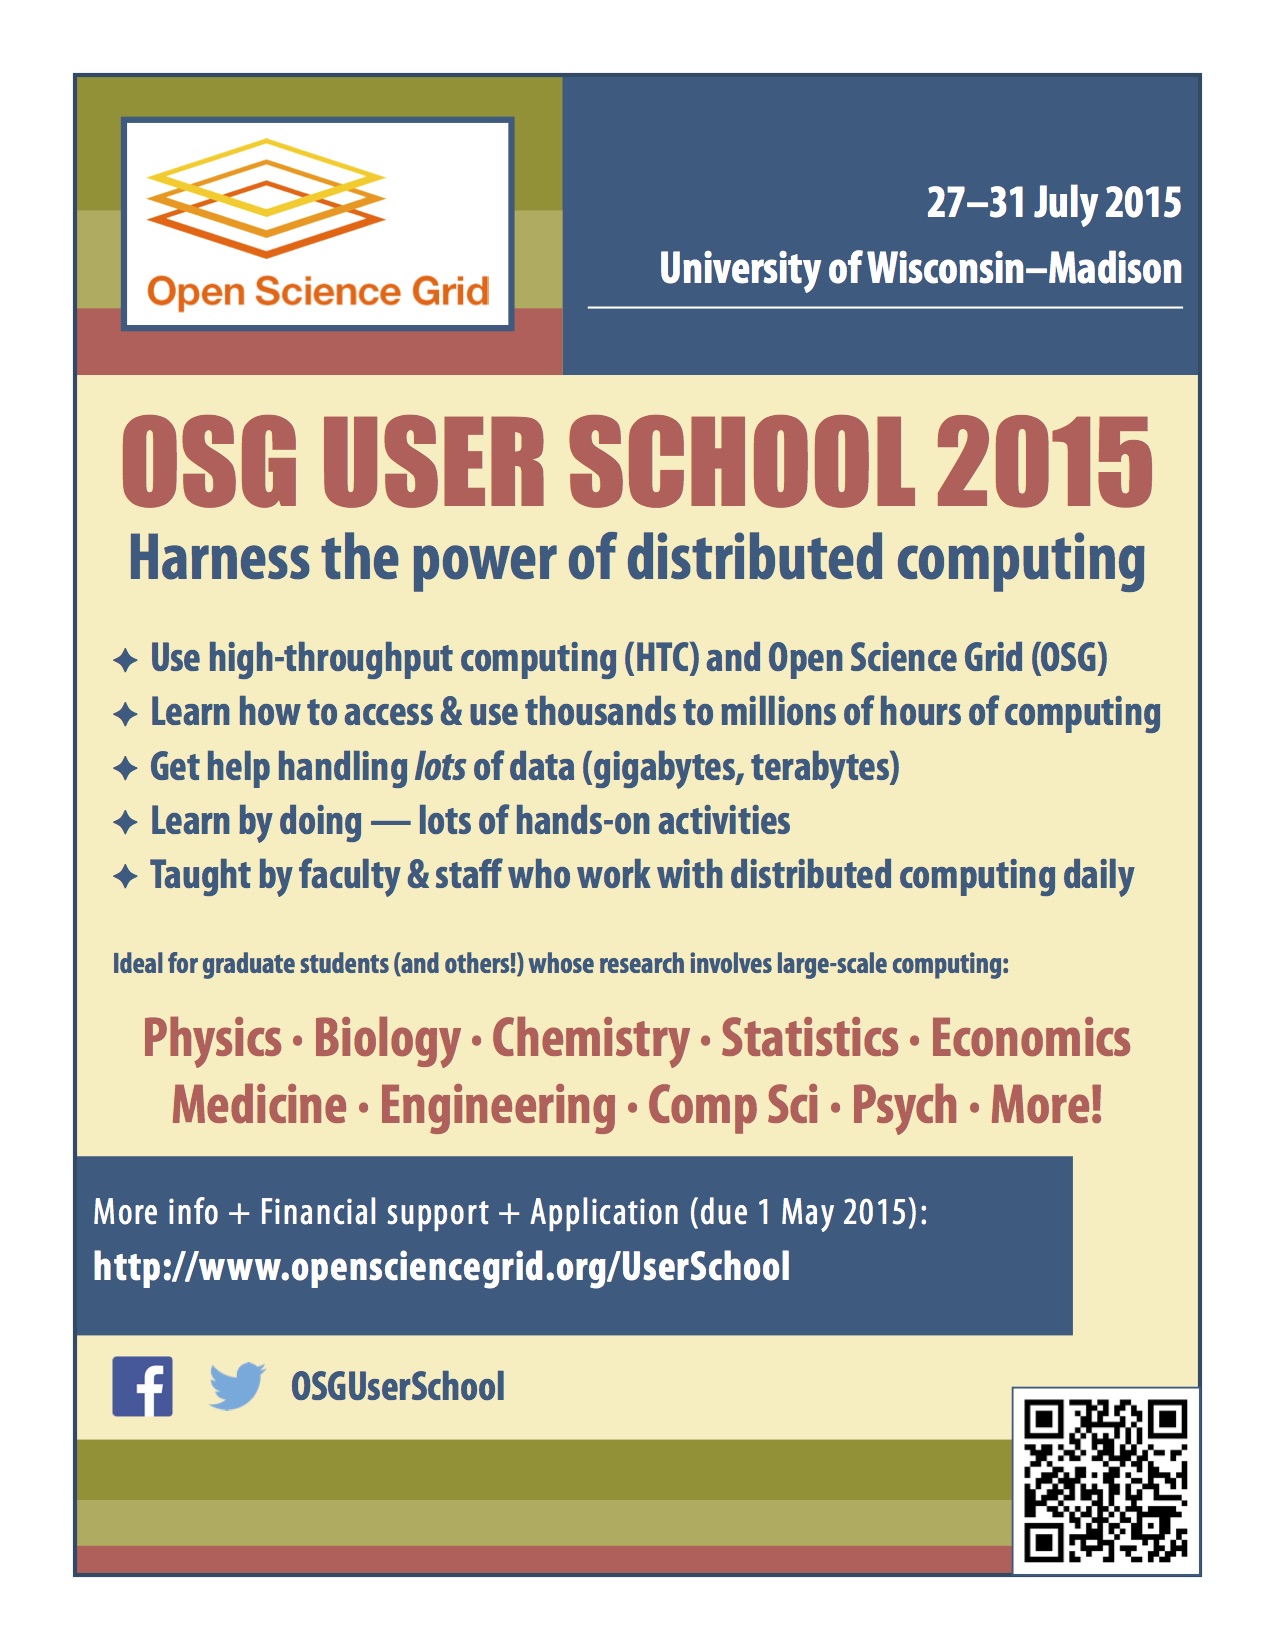 Open Science Grid
27–31 July 2015
University of Wisconsin–Madison
OSG USER SCHOOL 2015
Harness the power of distributed computing
✦ Use high-throughput computing (HTC) and Open Science Grid (OSG)
✦ Learn how to access & use thousands to millions of hours of computing
✦ Get help handling lots of data (gigabytes, terabytes)
✦ Learn by doing — lots of hands-on activities
✦ Taught by faculty & staff who work with distributed computing daily
Ideal for graduate students (and others!) whose research involves large-scale computing:
Physics · Biology · Chemistry · Statistics · Economics
Medicine · Engineering · Comp Sci · Psych · More!
More info + Financial support + Application (due 1 May 2015):
http://www.opensciencegrid.org/UserSchool
OSGUserSchool